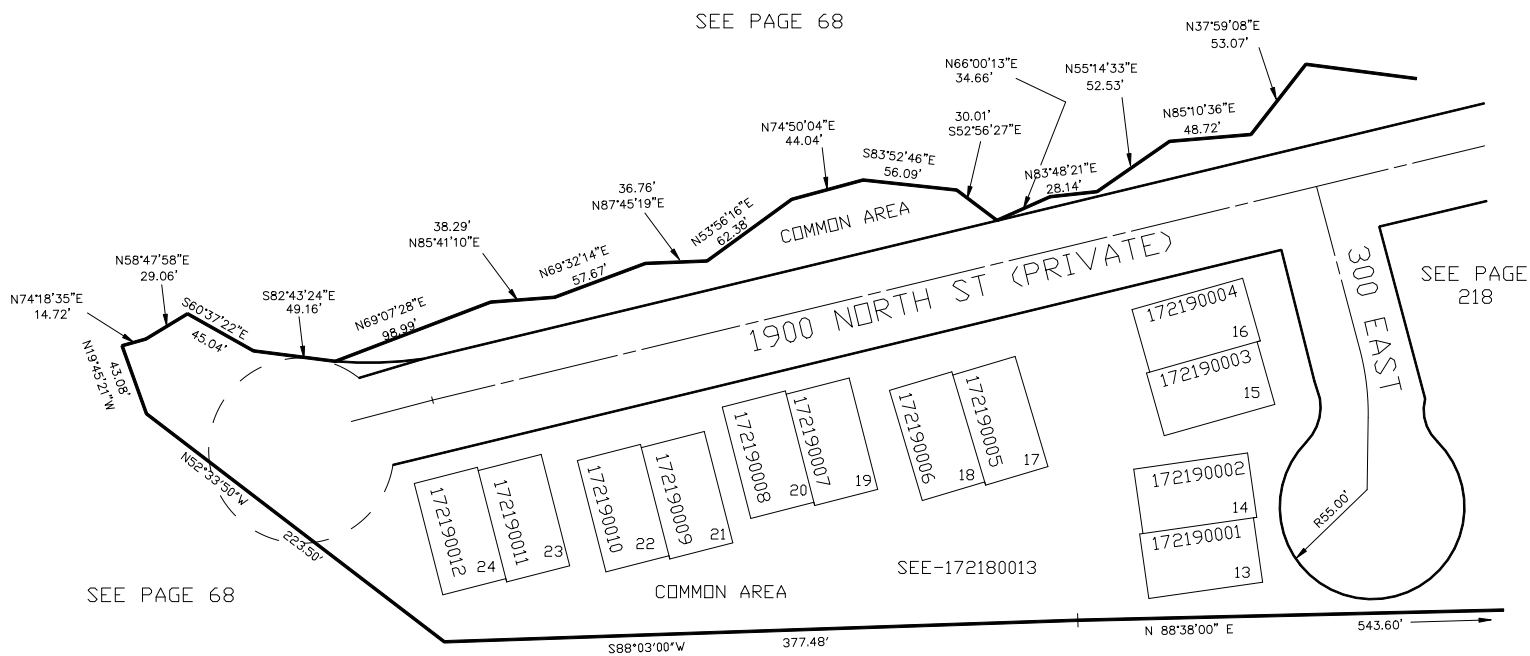 SEE PAGE 68
N37°59'08"E
53.07'
N66°00'13"E
34.66'
N55°14'33"E
52.53'
N85°10'36"E
48.72'
30.01'
S52°56'27"E
N74°50'04"E
44.04'
S83°52'46"E
56.09'
N83°48'21"E
28.14'
36.76'
N87°45'19"E
N53°56'16"E
62.38'
COMMON AREA
38.29'
N85°41'10"E
N69°32'14"E
57.67'
N58°47'58"E
29.06'
N74°18'35"E
14.72'
S60°37'22"E
45.04'
S82°43'24"E
49.16'
N69°07'28"E
98.99'
N19°45'21"W
43.08'
1900 NORTH ST (PRIVATE)
300 EAST
SEE PAGE
218
172190004
16
172190003
15
172190002
14
172190001
13
172190005
17
172190006
18
172190007
19
172190008
20
172190009
21
172190010
22
172190011
23
172190012
24
R55.00'
N52°33'50"W
223.50'
SEE-172180013
COMMON AREA
SEE PAGE 68
S88°03'00"W
377.48'
N 88°38'00" E
543.60'